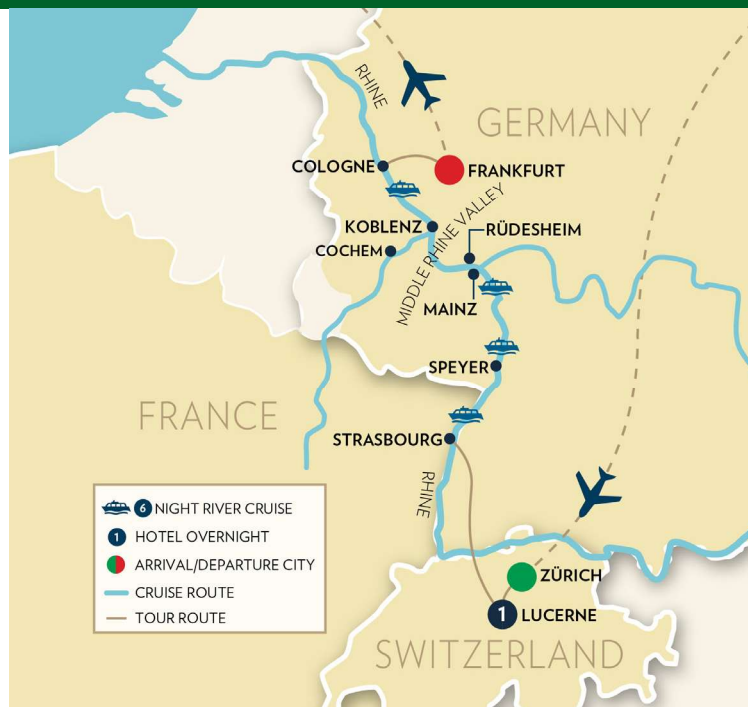 RHINE
GERMANY
COLOGNE
FRANKFURT
KOBLENZ
RÜDESHEIM
COCHEM
MIDDLE RHINE VALLEY
MAINZ
SPEYER
FRANCE
STRASBOURG
RHINE
6 NIGHT RIVER CRUISE
1 HOTEL OVERNIGHT
ARRIVAL/DEPARTURE CITY
CRUISE ROUTE
TOUR ROUTE
ZÜRICH
1 LUCERNE
SWITZERLAND